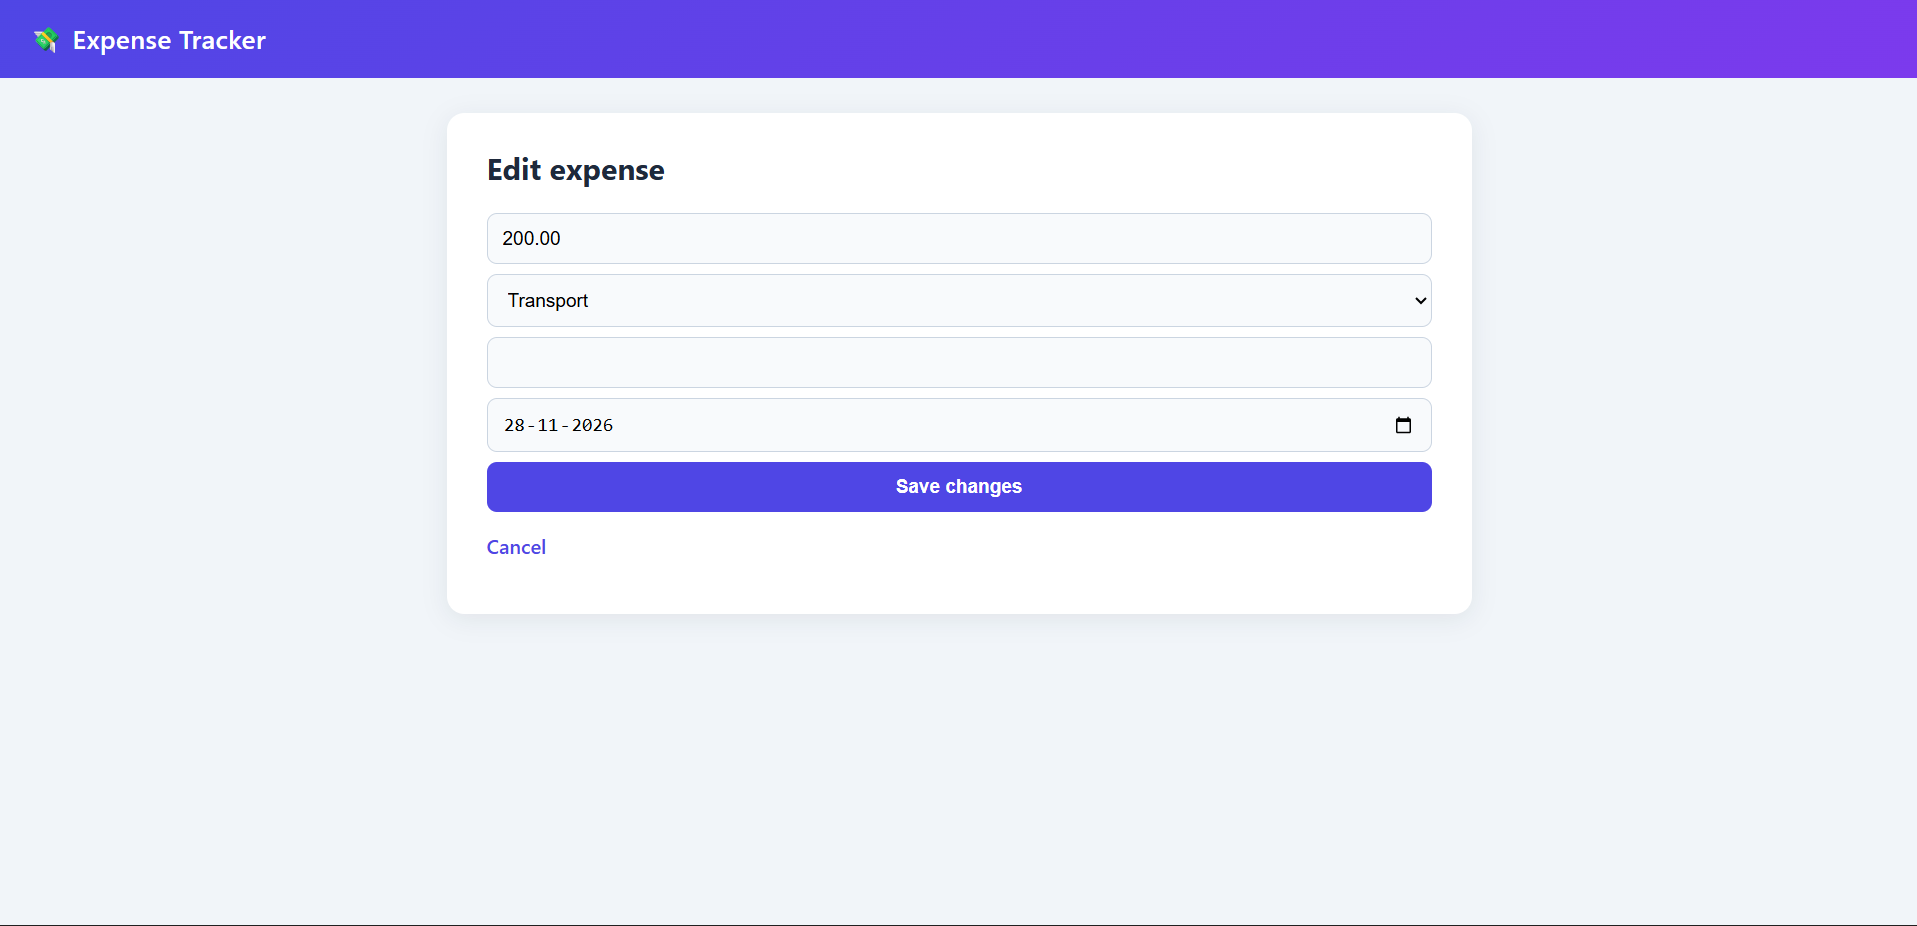 Expense Tracker
Edit expense
200.00
Transport
28-11-2026
Save changes
Cancel